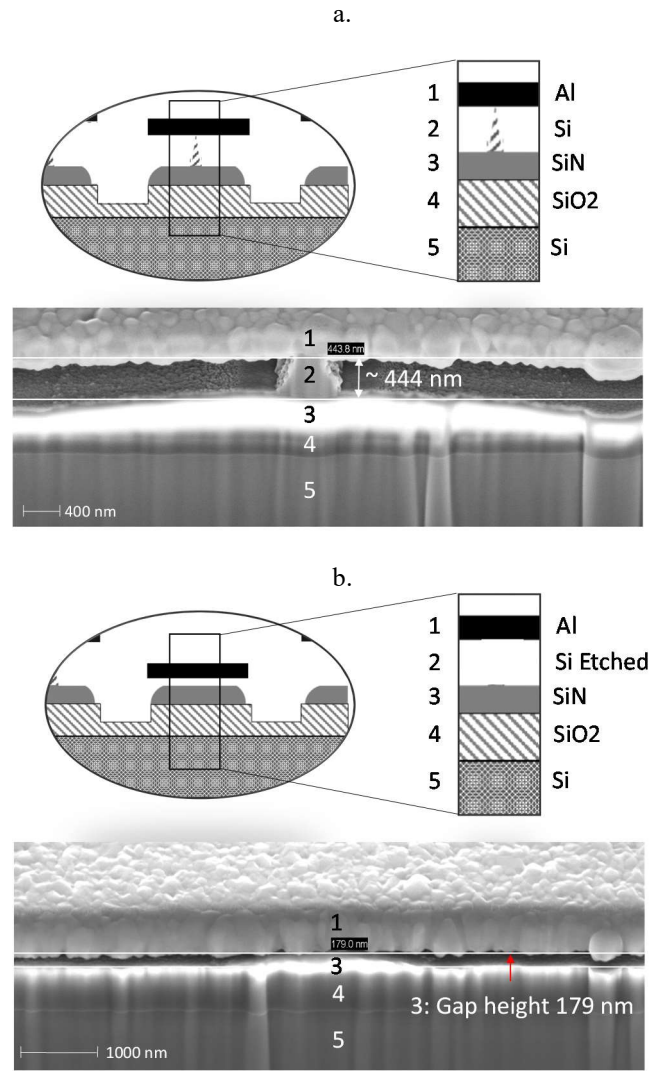 a.
1 Al
2 Si
3 SiN
4 SiO2
5 Si
1
443.8 nm
2 ~ 444 nm
3
4
5
400 nm
b.
1 Al
2 Si Etched
3 SiN
4 SiO2
5 Si
1
179.0 nm
3
4 3: Gap height 179 nm
5
1000 nm